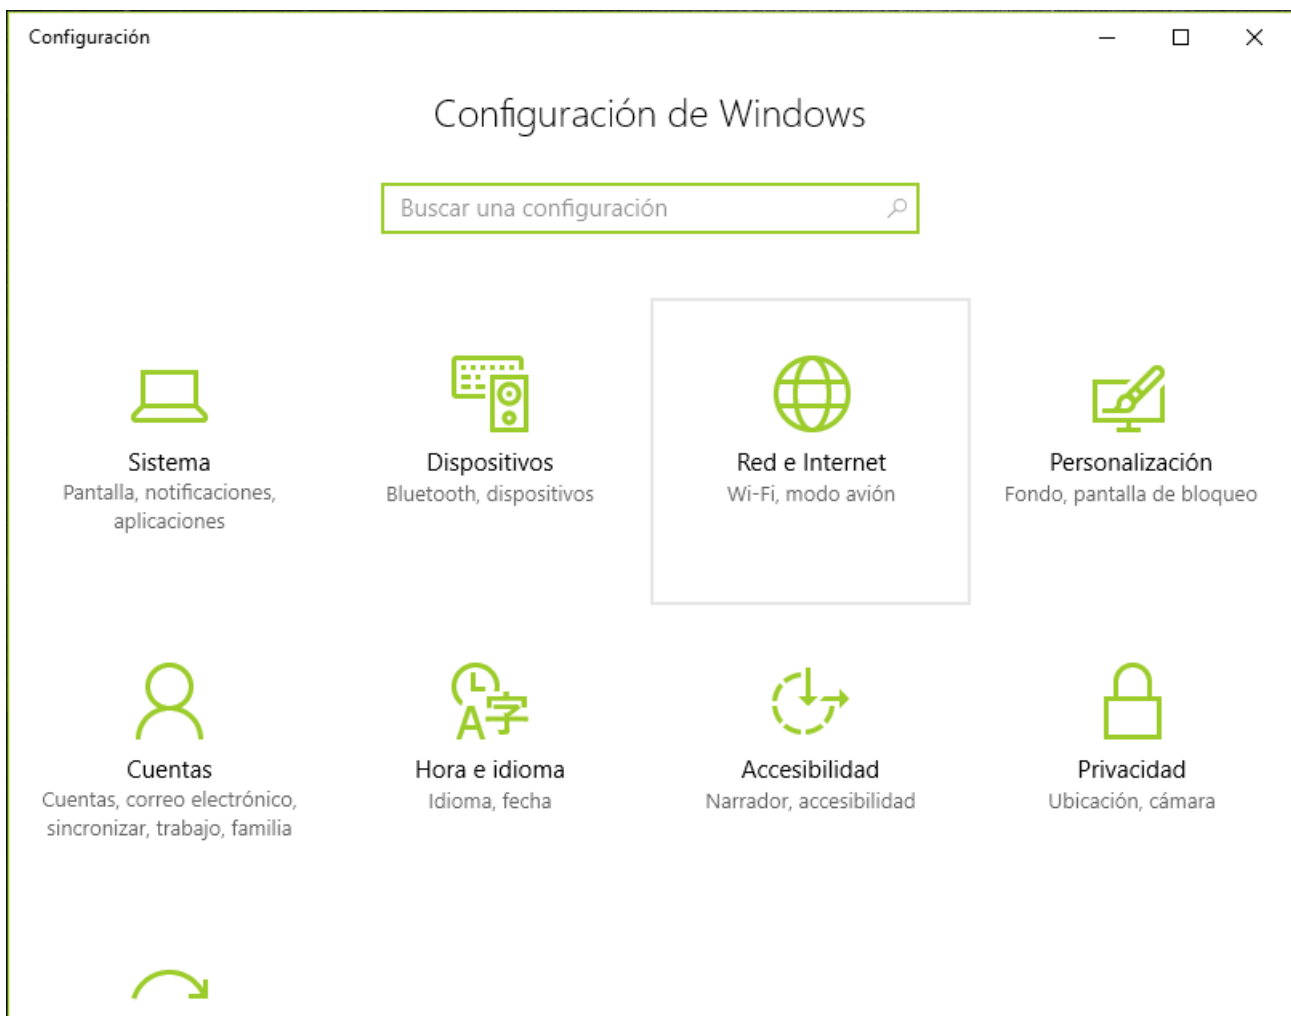 Configuración
Configuración de Windows
Buscar una configuración
Sistema
Pantalla, notificaciones,
aplicaciones
Dispositivos
Bluetooth, dispositivos
Red e Internet
Wi-Fi, modo avión
Personalización
Fondo, pantalla de bloqueo
Cuentas
Cuentas, correo electrónico,
sincronizar, trabajo, familia
Hora e idioma
Idioma, fecha
Accesibilidad
Narrador, accesibilidad
Privacidad
Ubicación, cámara